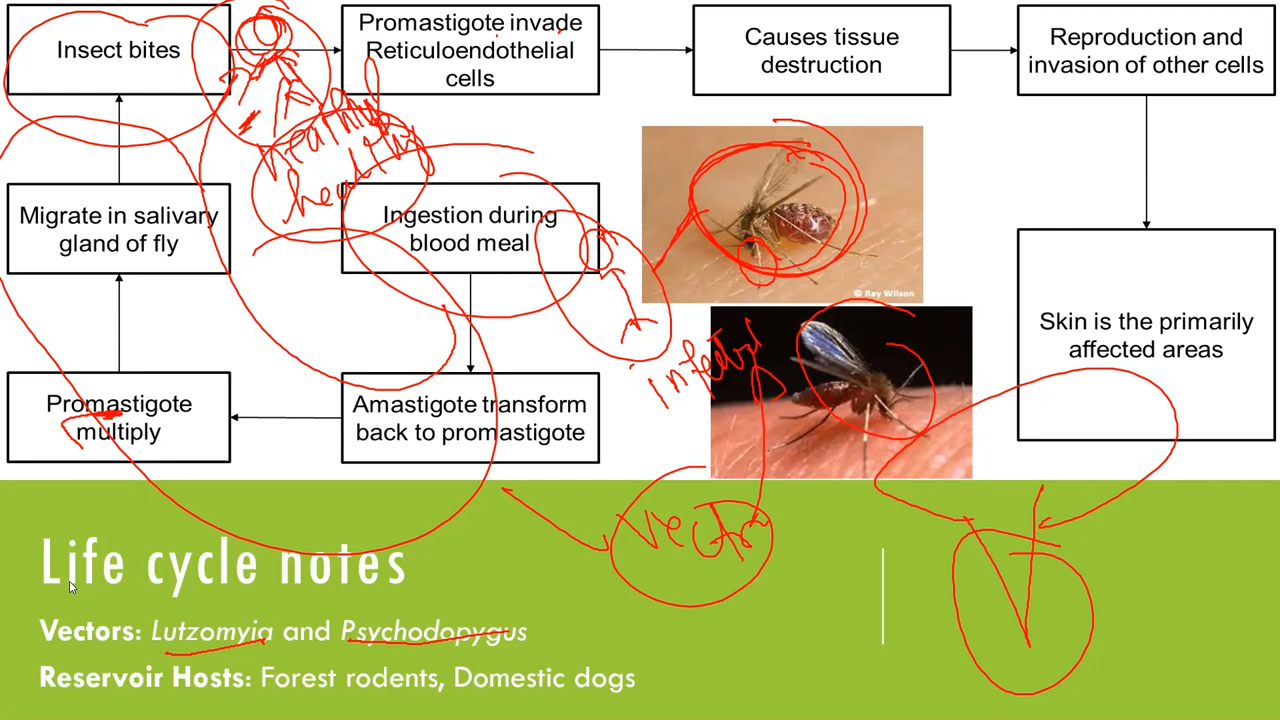 Insect bites
Promastigote invade
Reticuloendothelial
cells
Causes tissue
destruction
Reproduction and
invasion of other cells
healthy
Migrate in salivary
gland of fly
Ingestion during
blood meal
© Ray Wilson
Skin is the primarily
affected areas
infected
Promastigote
multiply
Amastigote transform
back to promastigote
vector
Life cycle notes
Vectors: Lutzomyia and Psychodopygus
Reservoir Hosts: Forest rodents, Domestic dogs